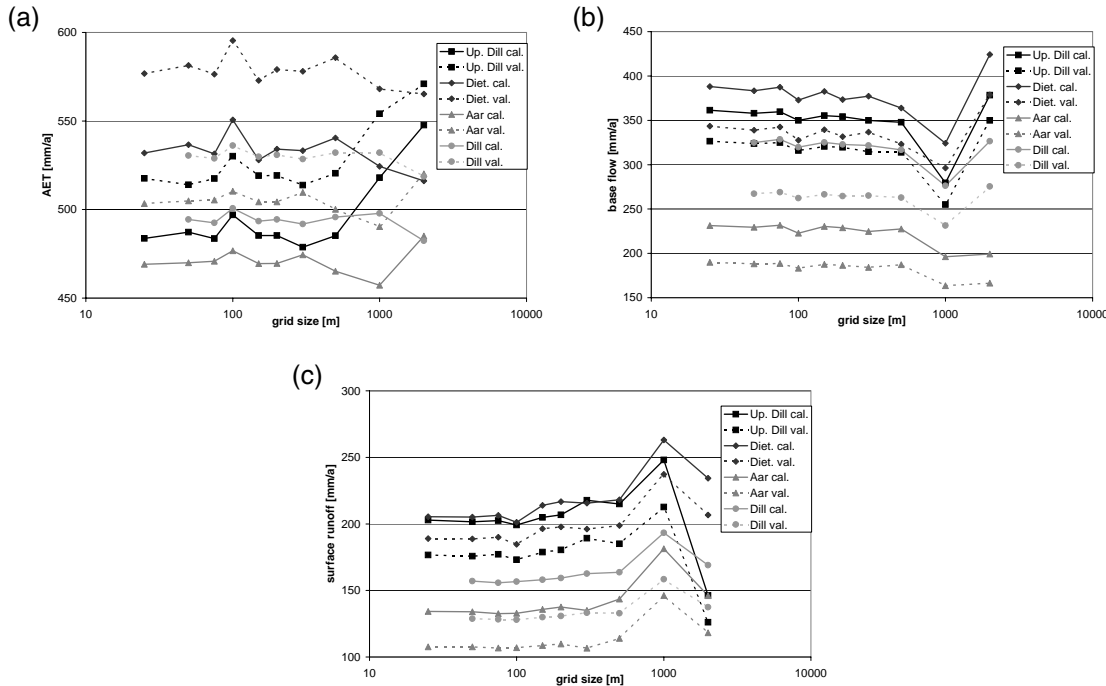 (a)
600
550
500
450
AET [mm/a]
10
100
1000
10000
grid size [m]
Up. Dill cal.
Up. Dill val.
Diet. cal.
Diet. val.
Aar cal.
Aar val.
Dill cal.
Dill val.
(b)
450
400
350
300
250
200
150
base flow [mm/a]
10
100
1000
10000
grid size [m]
Up. Dill cal.
Up. Dill val.
Diet. cal.
Diet. val.
Aar cal.
Aar val.
Dill cal.
Dill val.
(c)
300
250
200
150
100
surface runoff [mm/a]
10
100
1000
10000
grid size [m]
Up. Dill cal.
Up. Dill val.
Diet. cal.
Diet. val.
Aar cal.
Aar val.
Dill cal.
Dill val.